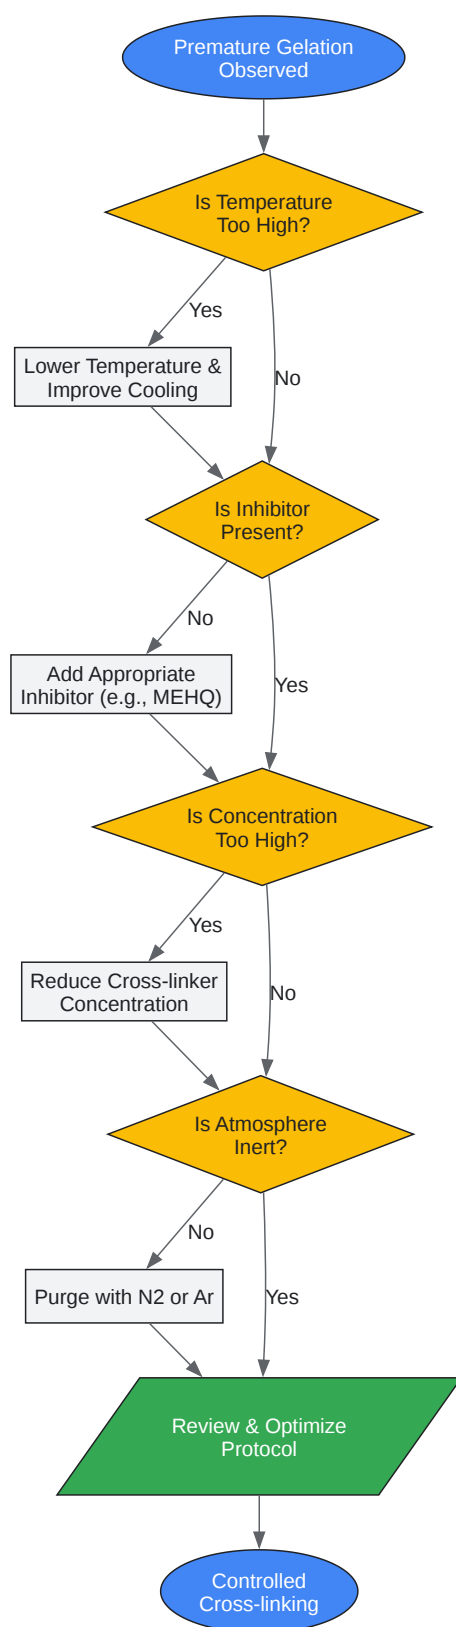 Premature Gelation
Observed
Is Temperature
Too High?
Yes
Lower Temperature &
Improve Cooling
No
Is Inhibitor
Present?
No
Add Appropriate
Inhibitor (e.g., MEHQ)
Yes
Is Concentration
Too High?
Yes
Reduce Cross-linker
Concentration
No
Is Atmosphere
Inert?
No
Purge with N2 or Ar
Yes
Review & Optimize
Protocol
Controlled
Cross-linking